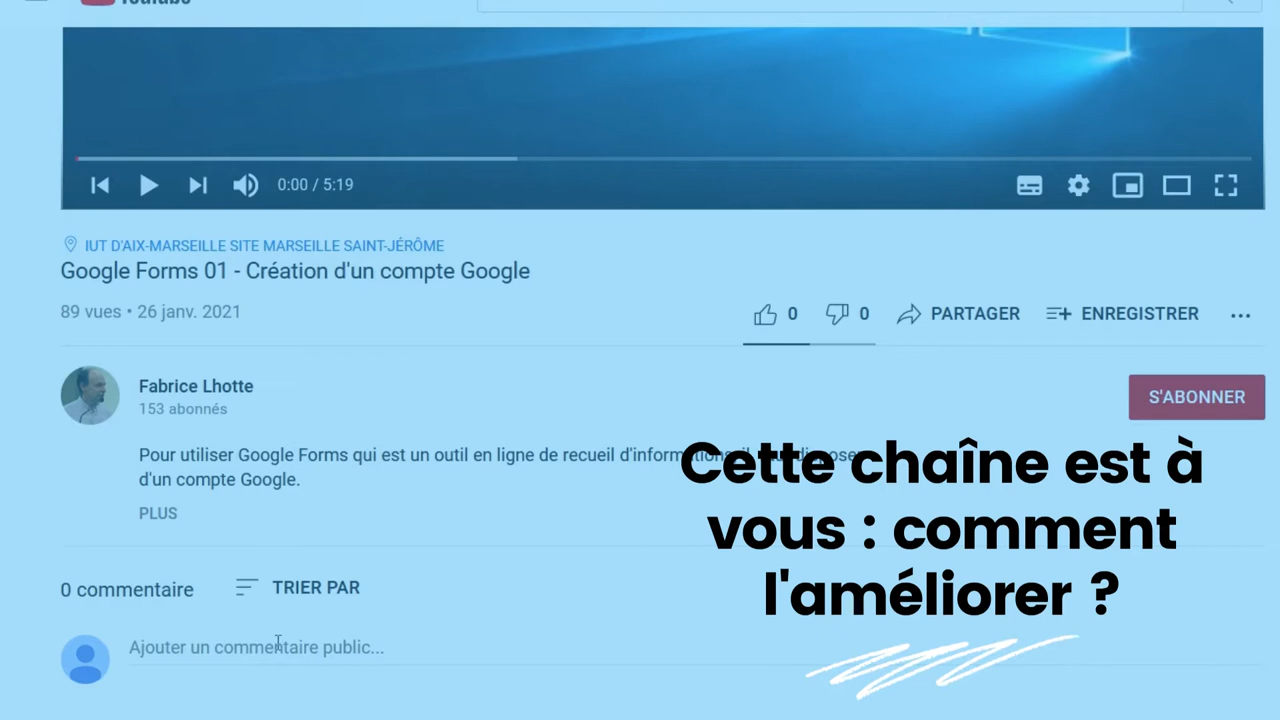 YouTube
0:00 / 5:19
IUT D'AIX-MARSEILLE SITE MARSEILLE SAINT-JÉRÔME
Google Forms 01 - Création d'un compte Google
89 vues • 26 janv. 2021
0
0
PARTAGER
ENREGISTRER
Fabrice Lhotte
153 abonnés
S'ABONNER
Pour utiliser Google Forms qui est un outil en ligne de recueil d'informations il
d'un compte Google.
PLUS
Cette chaîne est à
vous : comment
l'améliorer ?
0 commentaire
TRIER PAR
Ajouter un commentaire public...